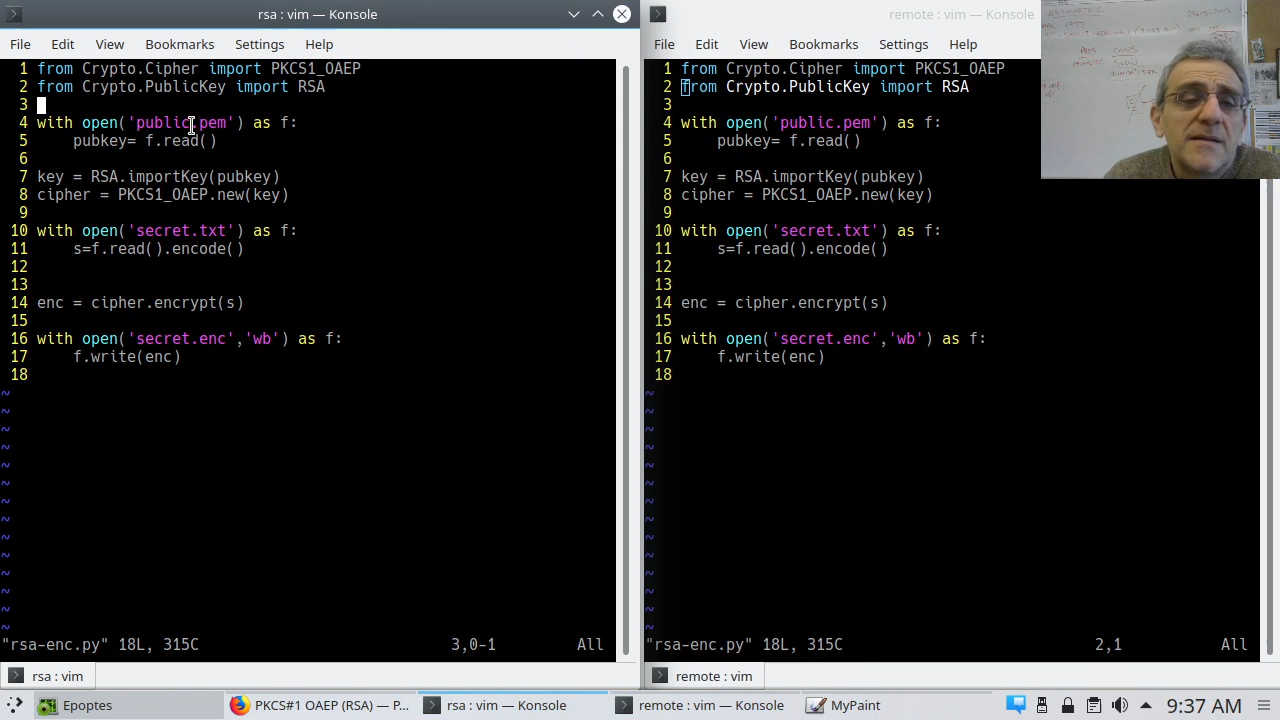 rsa : vim — Konsole
File Edit View Bookmarks Settings Help
1 from Crypto.Cipher import PKCS1_OAEP
2 from Crypto.PublicKey import RSA
3
4 with open('public.pem') as f:
5     pubkey= f.read()
6
7 key = RSA.importKey(pubkey)
8 cipher = PKCS1_OAEP.new(key)
9
10 with open('secret.txt') as f:
11     s=f.read().encode()
12
13
14 enc = cipher.encrypt(s)
15
16 with open('secret.enc','wb') as f:
17     f.write(enc)
18
~
~
~
~
~
~
~
~
~
~
~
~
~
~
"rsa-enc.py" 18L, 315C 3,0-1 All
rsa : vim
remote : vim — Konsole
File Edit View Bookmarks Settings Help
1 from Crypto.Cipher import PKCS1_OAEP
2 from Crypto.PublicKey import RSA
3
4 with open('public.pem') as f:
5     pubkey= f.read()
6
7 key = RSA.importKey(pubkey)
8 cipher = PKCS1_OAEP.new(key)
9
10 with open('secret.txt') as f:
11     s=f.read().encode()
12
13
14 enc = cipher.encrypt(s)
15
16 with open('secret.enc','wb') as f:
17     f.write(enc)
18
~
~
~
~
~
~
~
~
~
~
~
~
~
~
"rsa-enc.py" 18L, 315C 2,1 All
remote : vim
ASYMMETRIC
1977
PROS CONS
SLOW
Epoptes PKCS#1 OAEP (RSA) — P... rsa : vim — Konsole remote : vim — Konsole MyPaint 9:37 AM